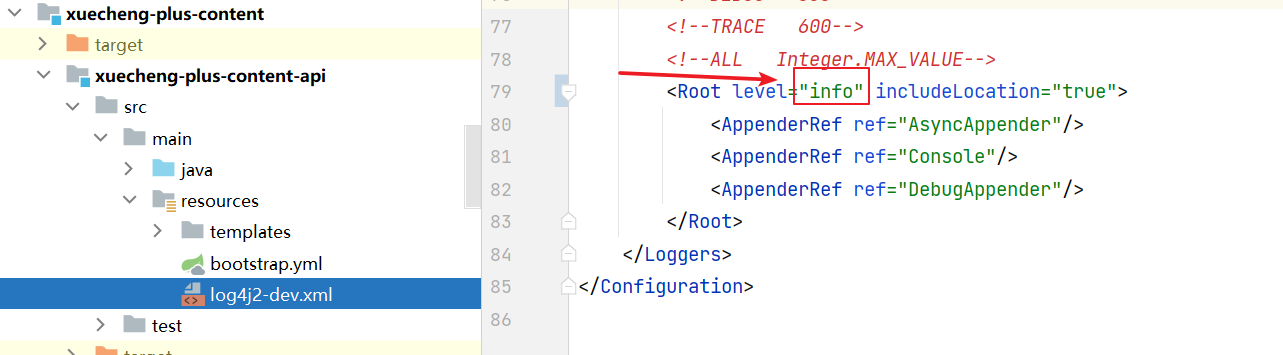 xuecheng-plus-content
target
xuecheng-plus-content-api
src
main
java
resources
templates
bootstrap.yml
log4j2-dev.xml
test
77 <!--TRACE   600-->
78 <!--ALL   Integer.MAX_VALUE-->
79 <Root level="info" includeLocation="true">
80 <AppenderRef ref="AsyncAppender"/>
81 <AppenderRef ref="Console"/>
82 <AppenderRef ref="DebugAppender"/>
83 </Root>
84 </Loggers>
85 </Configuration>
86